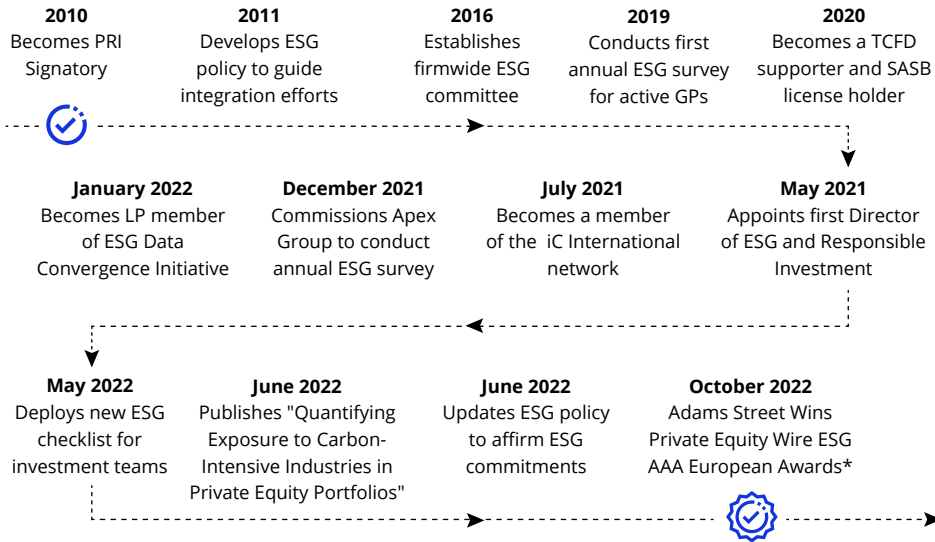 2010
Becomes PRI
Signatory
2011
Develops ESG
policy to guide
integration efforts
2016
Establishes
firmwide ESG
committee
2019
Conducts first
annual ESG survey
for active GPs
2020
Becomes a TCFD
supporter and SASB
license holder
January 2022
Becomes LP member
of ESG Data
Convergence Initiative
December 2021
Commissions Apex
Group to conduct
annual ESG survey
July 2021
Becomes a member
of the iC International
network
May 2021
Appoints first Director
of ESG and Responsible
Investment
May 2022
Deploys new ESG
checklist for
investment teams
June 2022
Publishes "Quantifying
Exposure to Carbon-
Intensive Industries in
Private Equity Portfolios"
June 2022
Updates ESG policy
to affirm ESG
commitments
October 2022
Adams Street Wins
Private Equity Wire ESG
AAA European Awards*